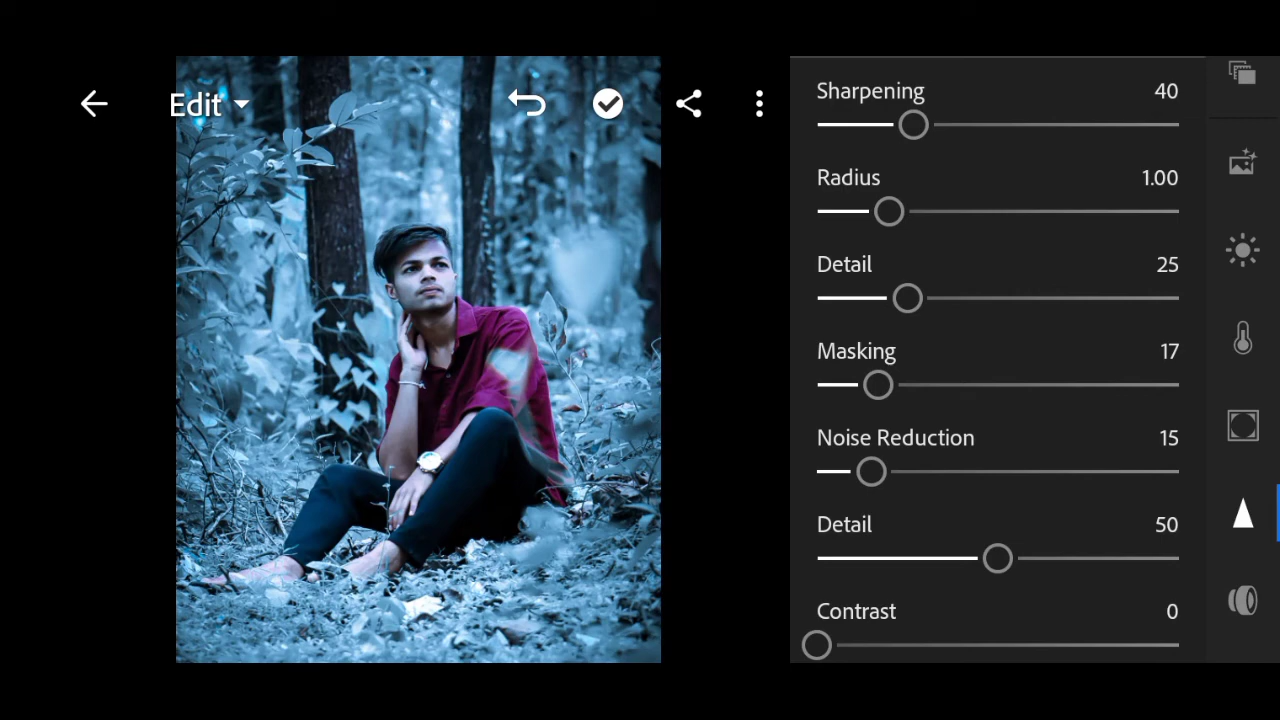 Edit
Sharpening 40
Radius 1.00
Detail 25
Masking 17
Noise Reduction 15
Detail 50
Contrast 0